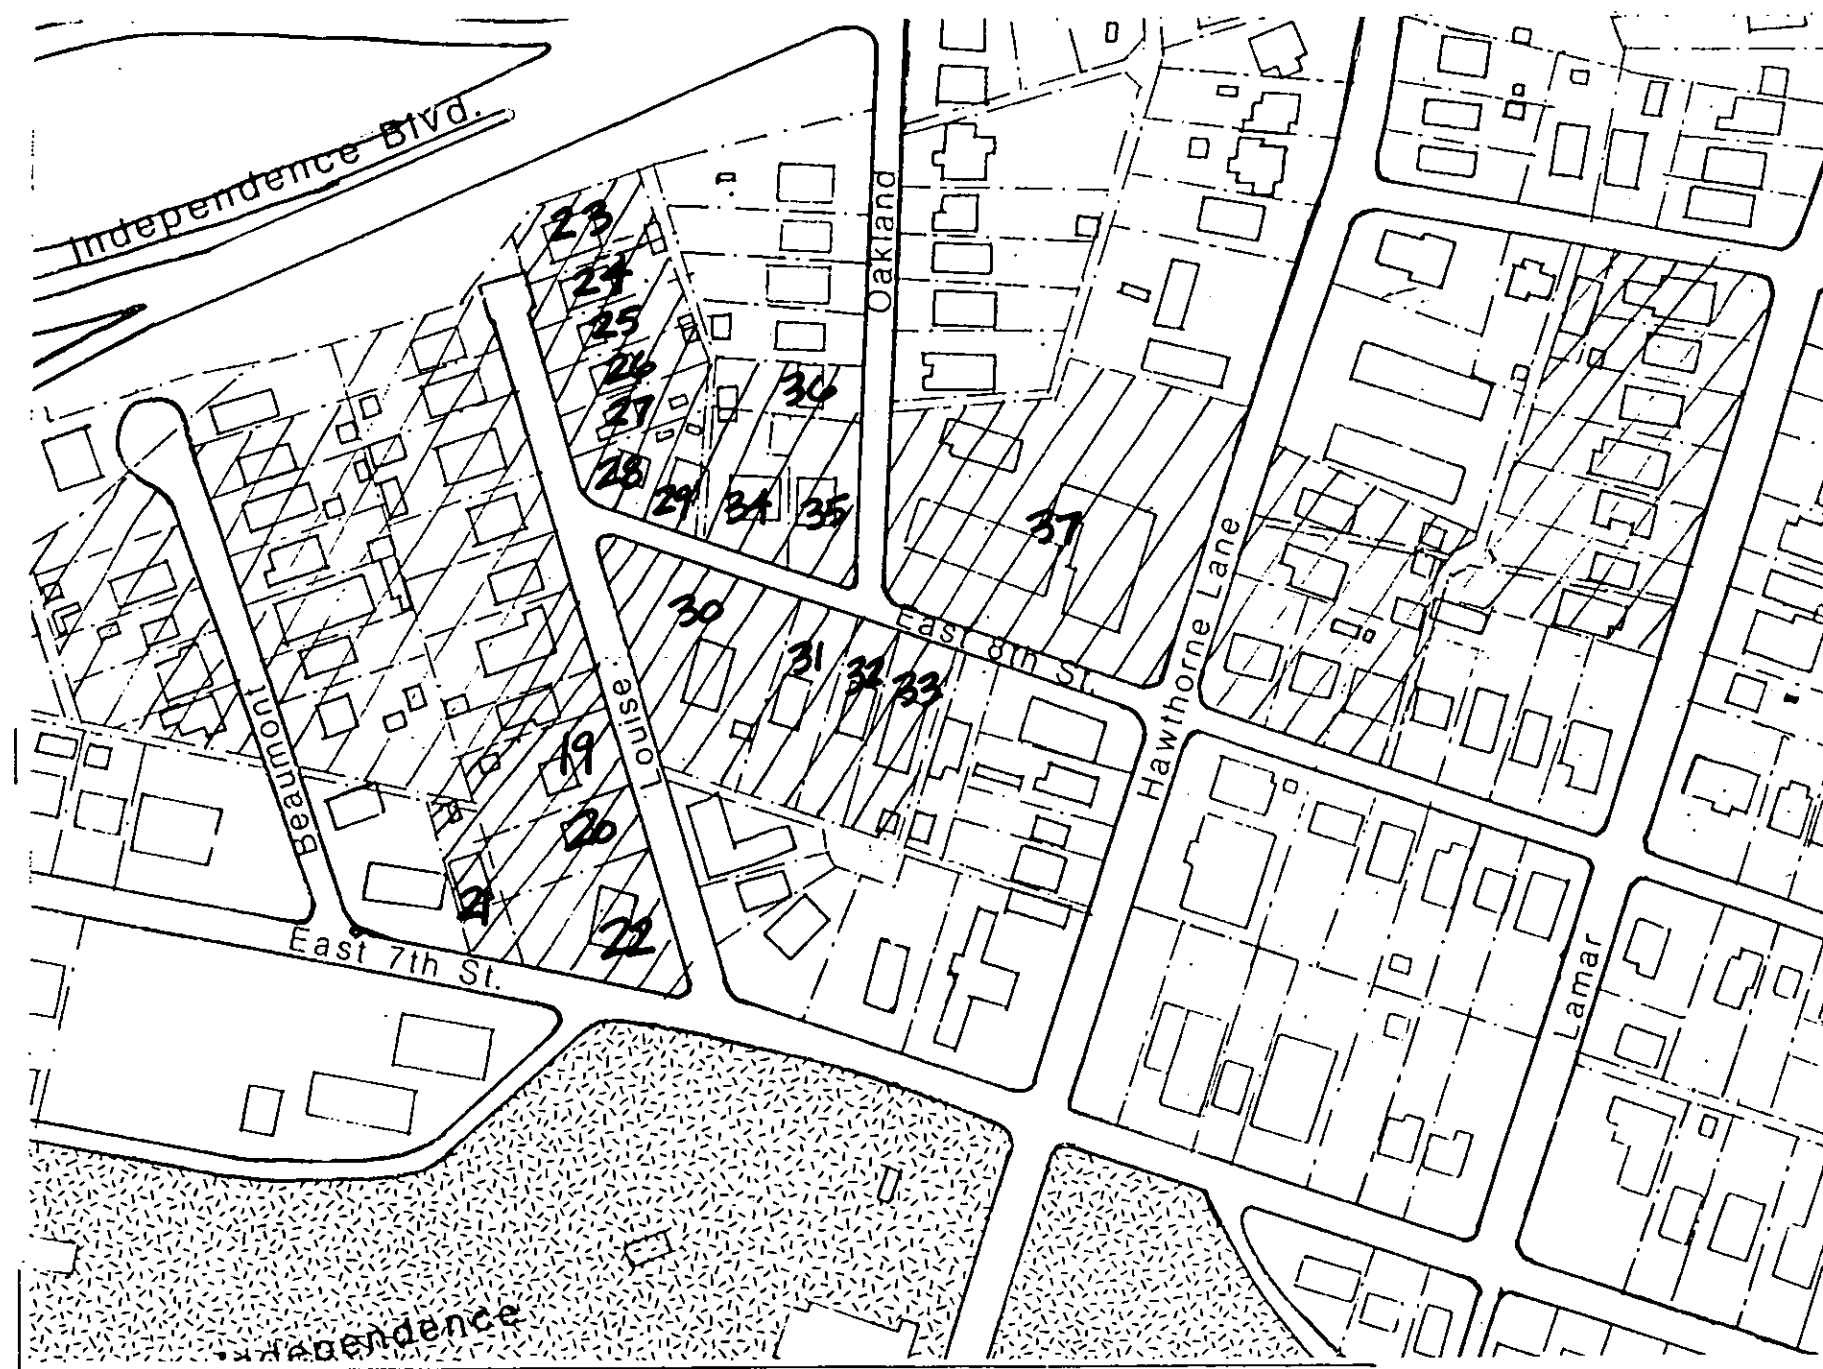 Independence Blvd.
Oakland
23
24
25
26
27
28
29
34
35
36
37
30
31
32
33
East 8th St.
Hawthorne Lane
Louise
19
20
21
22
Beaumont
East 7th St.
Lamar
Independence